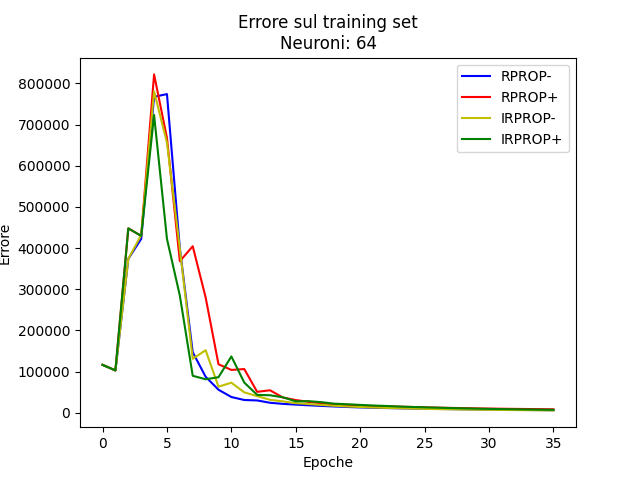 Errore sul training set
Neuroni: 64
RPROP-
RPROP+
IRPROP-
IRPROP+
800000
700000
600000
500000
400000
300000
200000
100000
0
Errore
0 5 10 15 20 25 30 35
Epoche